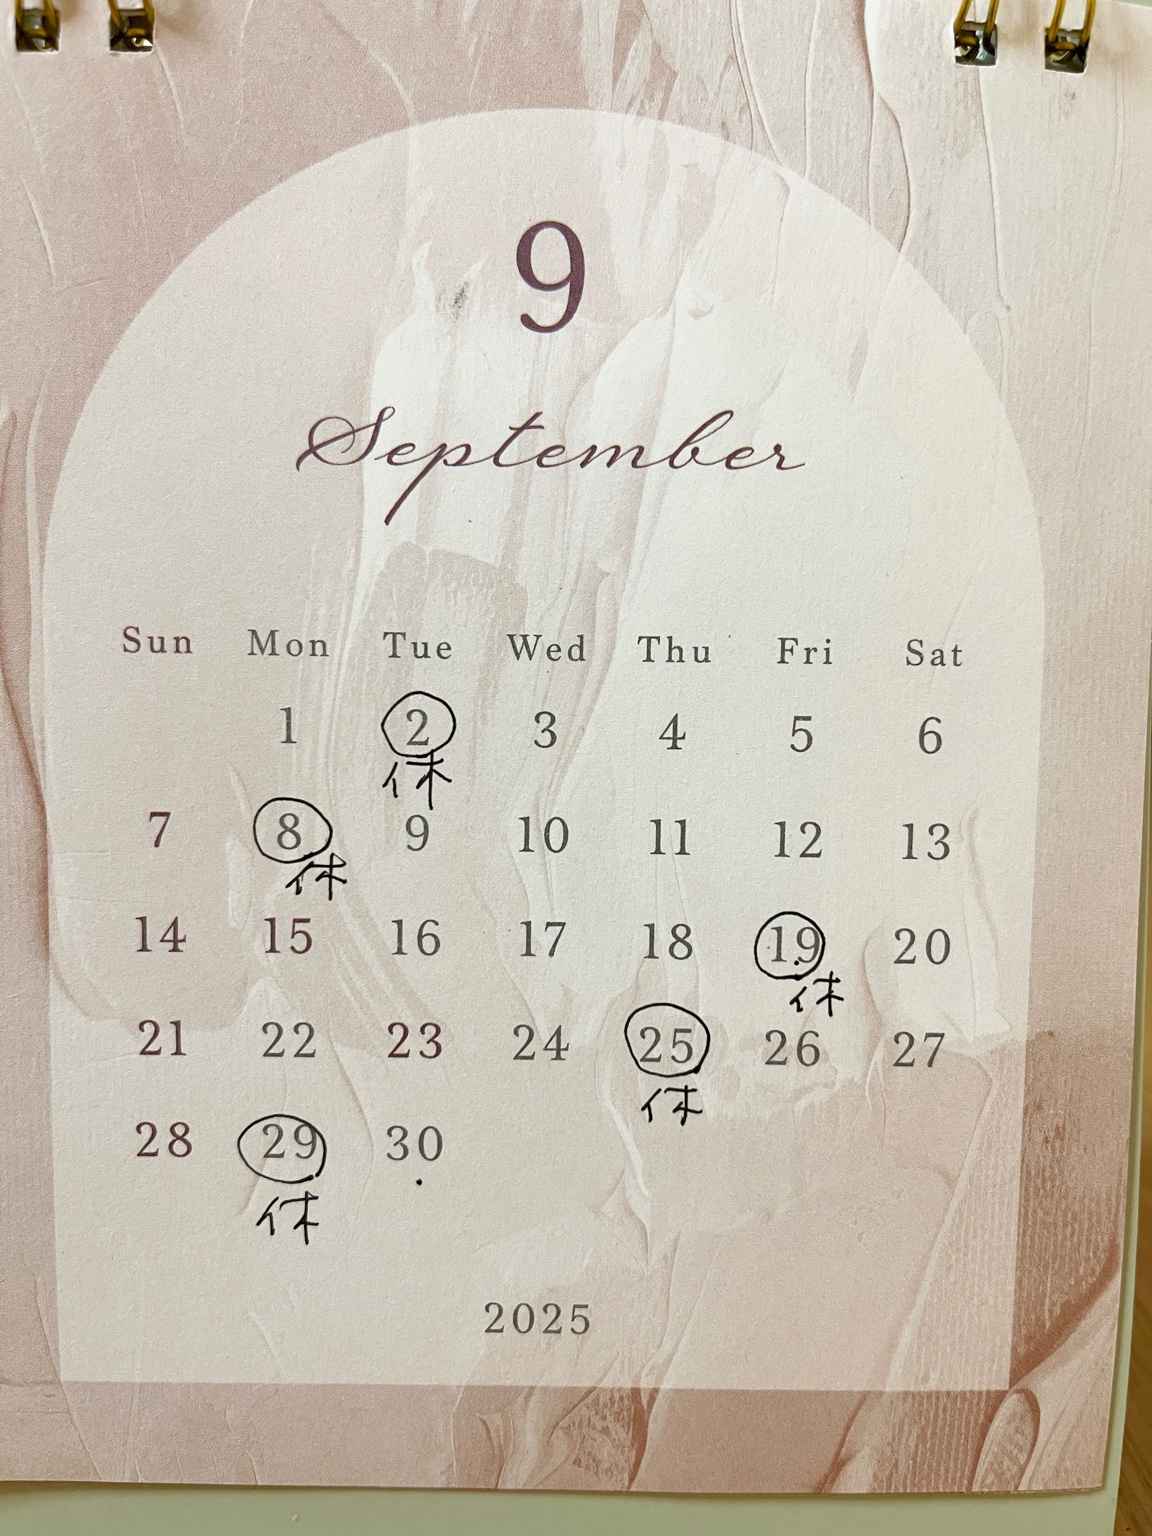 9
September
Sun Mon Tue Wed Thu Fri Sat
1 2 3 4 5 6
休
7 8 9 10 11 12 13
休
14 15 16 17 18 19 20
休
21 22 23 24 25 26 27
休
28 29 30
休
2025